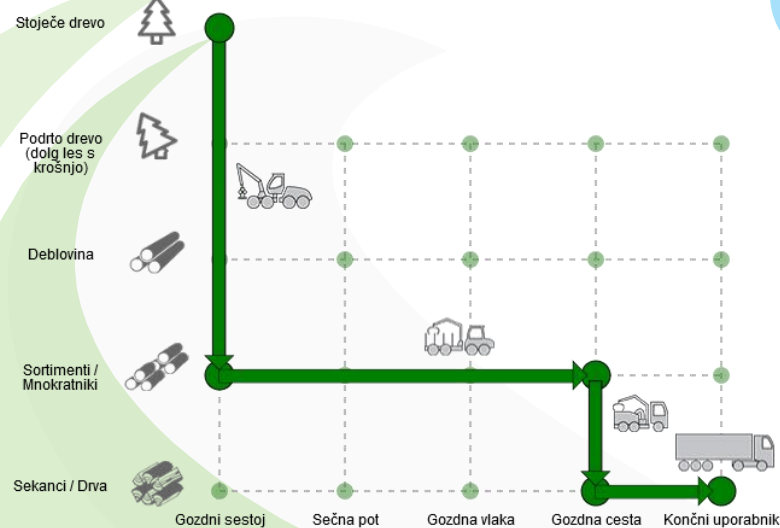 Stoječe drevo
Podrto drevo
(dolg les s
krošnjo)
Deblovina
Sortimenti /
Mnokratniki
Sekanci / Drva
Gozdni sestoj
Sečna pot
Gozdna vlaka
Gozdna cesta
Končni uporabnik